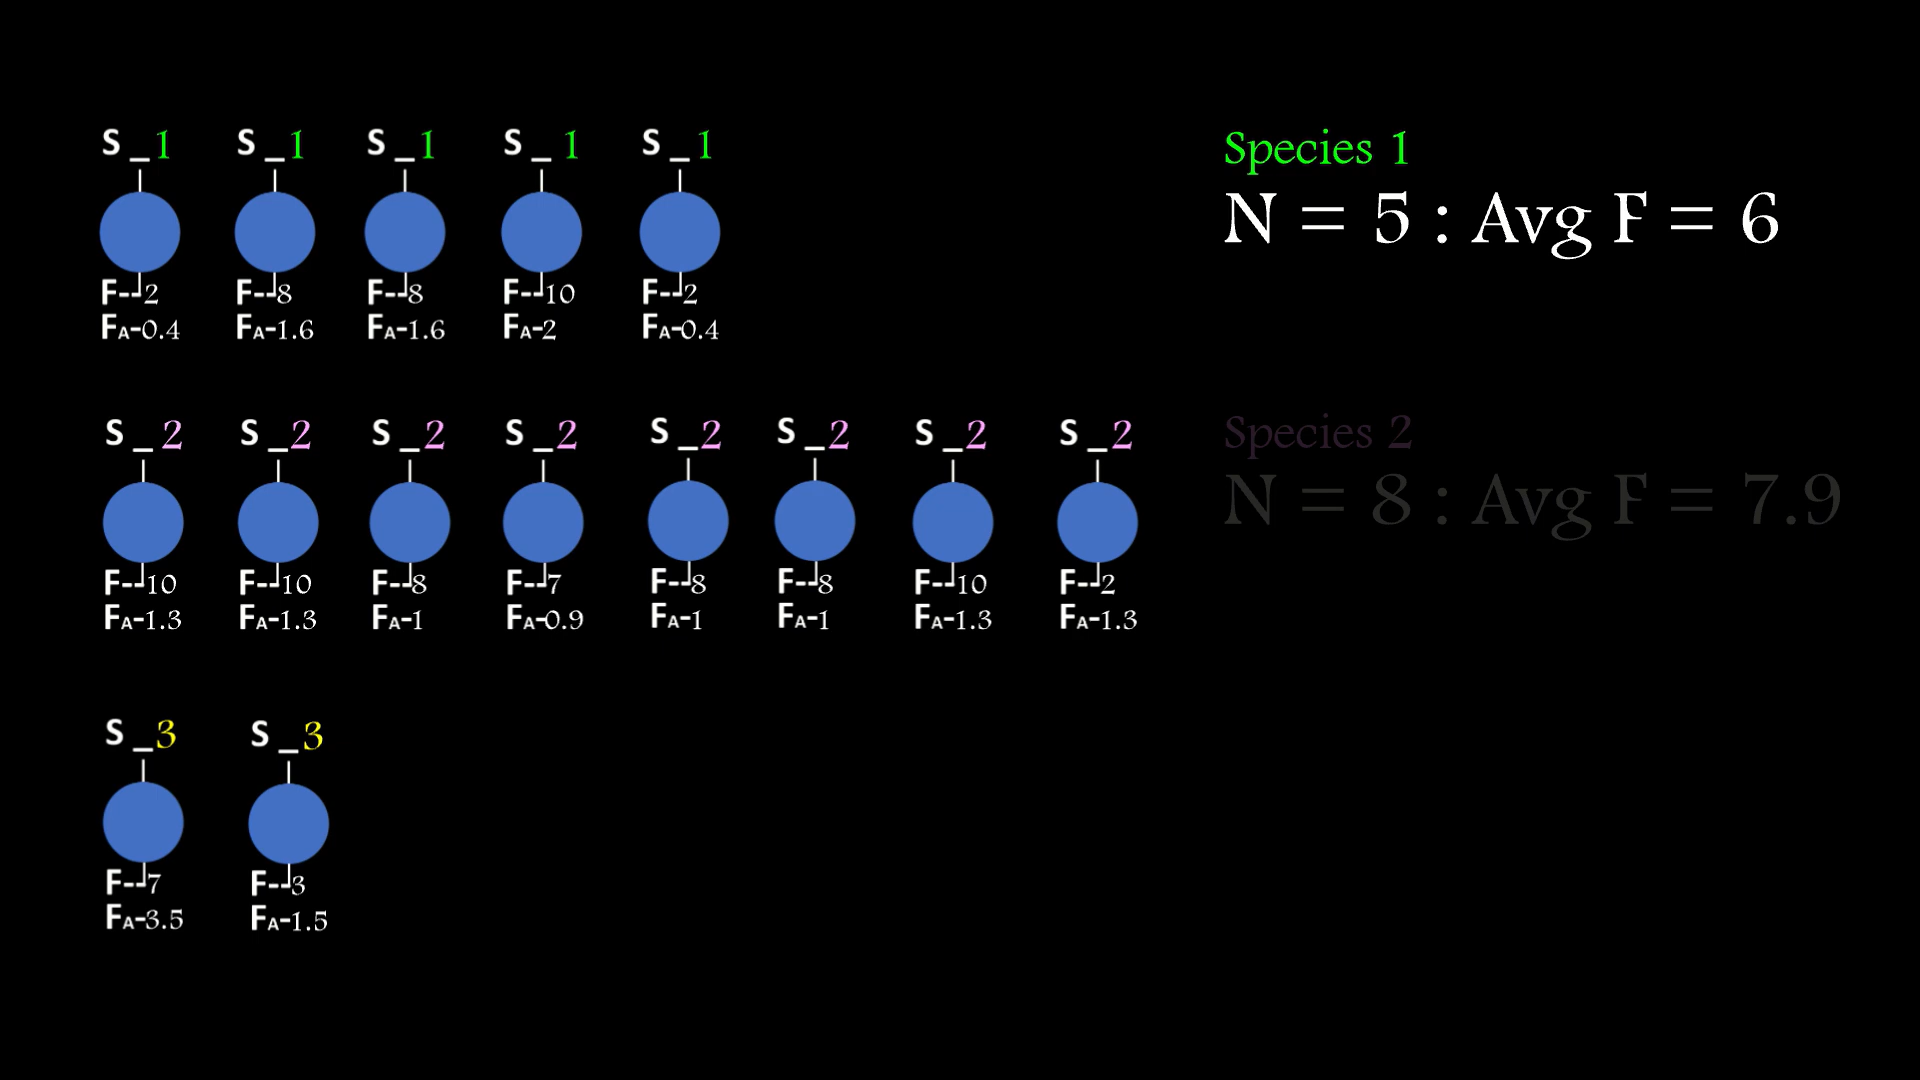 S _1 S _1 S _1 S _1 S _1
F--2 F--8 F--8 F--10 F--2
FA-0.4 FA-1.6 FA-1.6 FA-2 FA-0.4
Species 1
N = 5 : Avg F = 6
S _2 S _2 S _2 S _2 S _2 S _2 S _2 S _2
F--10 F--10 F--8 F--7 F--8 F--8 F--10 F--2
FA-1.3 FA-1.3 FA-1 FA-0.9 FA-1 FA-1 FA-1.3 FA-1.3
Species 2
N = 8 : Avg F = 7.9
S _3 S _3
F--7 F--3
FA-3.5 FA-1.5